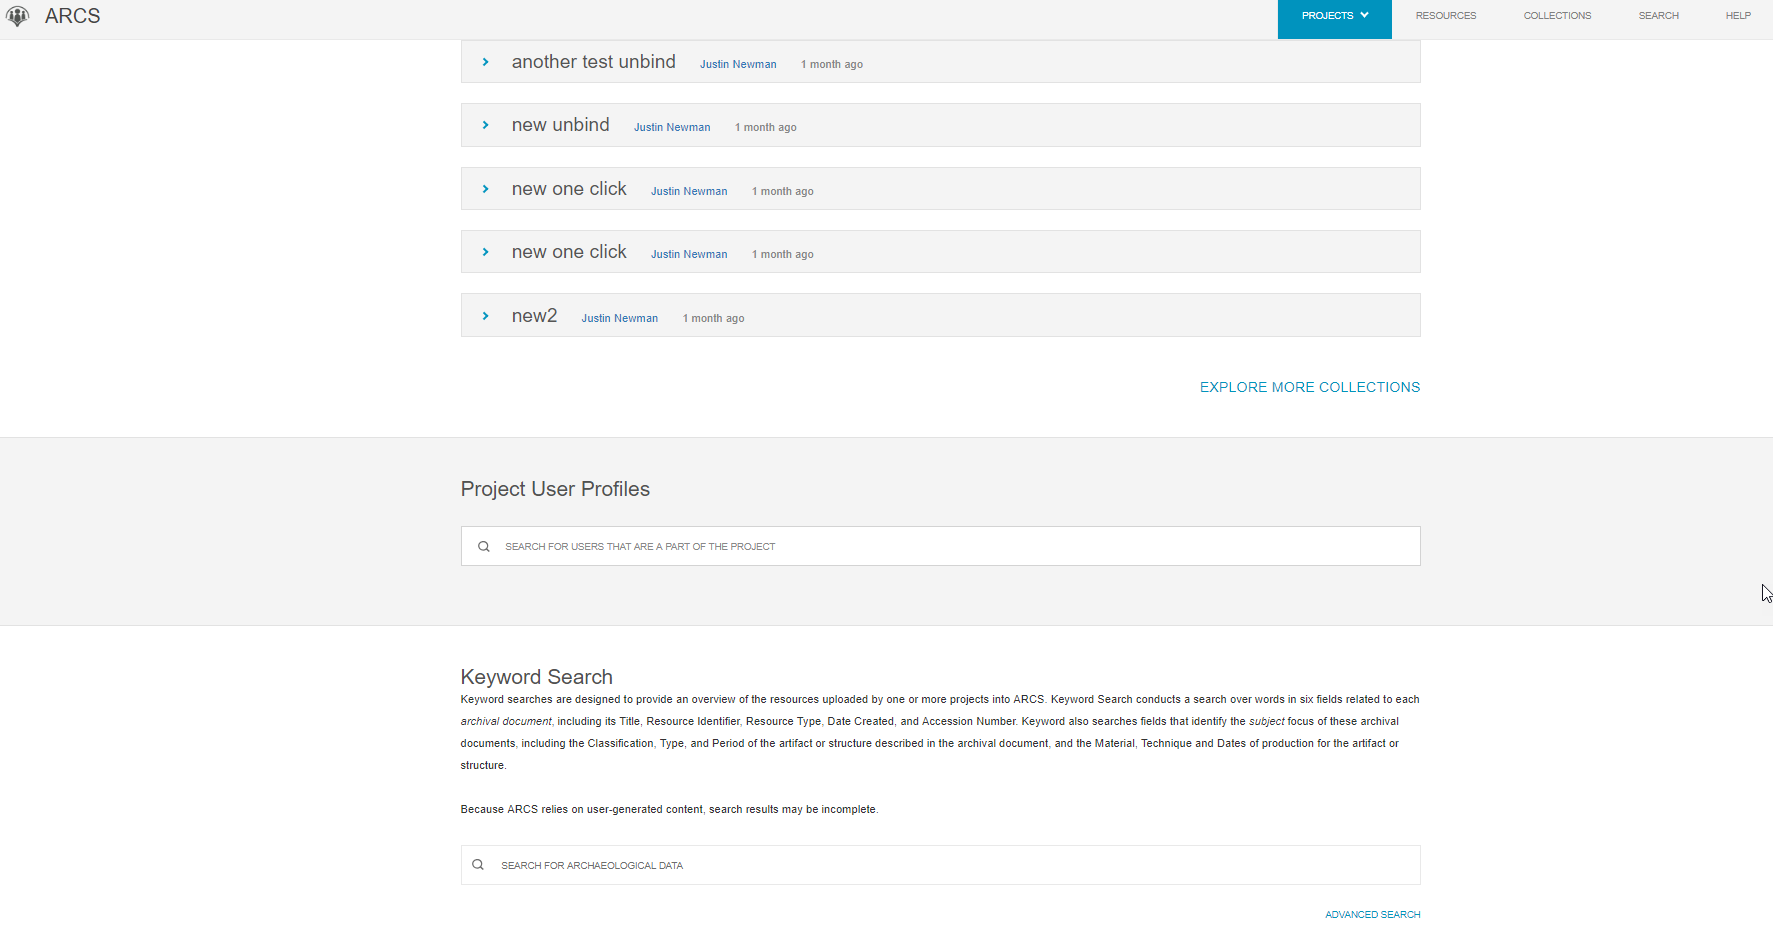 ARCS
PROJECTS RESOURCES COLLECTIONS SEARCH HELP
another test unbind Justin Newman 1 month ago
new unbind Justin Newman 1 month ago
new one click Justin Newman 1 month ago
new one click Justin Newman 1 month ago
new2 Justin Newman 1 month ago
EXPLORE MORE COLLECTIONS
Project User Profiles
SEARCH FOR USERS THAT ARE A PART OF THE PROJECT
Keyword Search
Keyword searches are designed to provide an overview of the resources uploaded by one or more projects into ARCS. Keyword Search conducts a search over words in six fields related to each
archival document, including its Title, Resource Identifier, Resource Type, Date Created, and Accession Number. Keyword also searches fields that identify the subject focus of these archival
documents, including the Classification, Type, and Period of the artifact or structure described in the archival document, and the Material, Technique and Dates of production for the artifact or
structure.
Because ARCS relies on user-generated content, search results may be incomplete.
SEARCH FOR ARCHAEOLOGICAL DATA
ADVANCED SEARCH